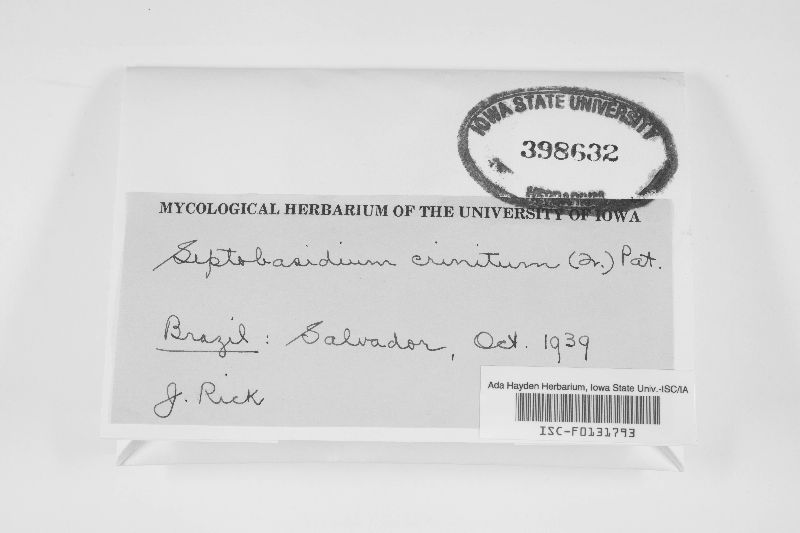 IOWA STATE UNIVERSITY
398632
HERBARIUM
MYCOLOGICAL HERBARIUM OF THE UNIVERSITY OF IOWA
Septobasidium crinitum (Fr.) Pat.
Brazil: Salvador, Oct. 1939
J. Rick
Ada Hayden Herbarium, Iowa State Univ.-ISC/IA
ISC-F0131793